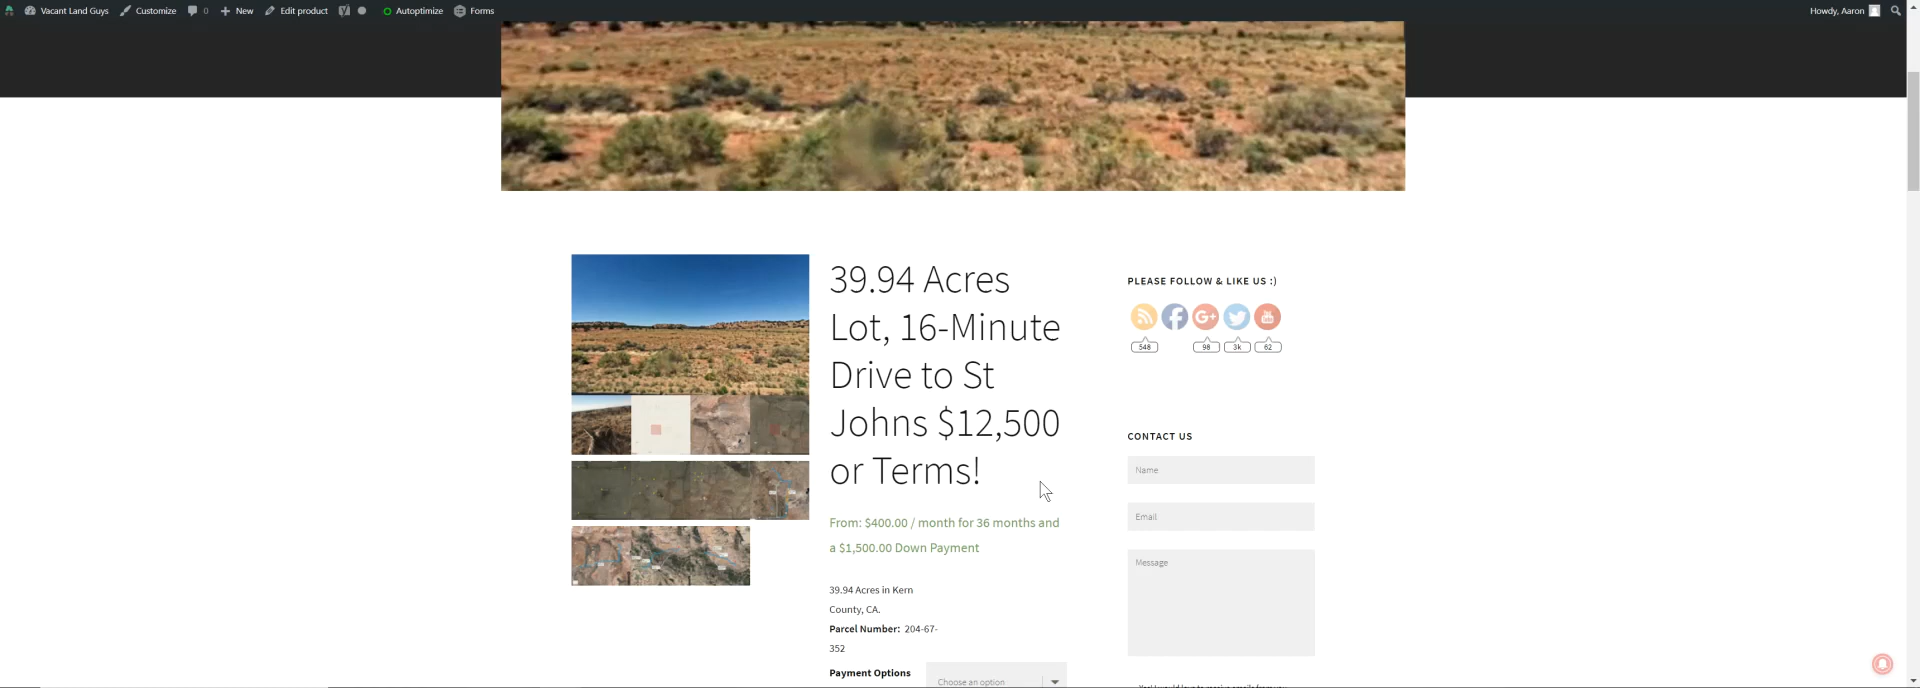 Vacant Land Guys Customize 0 New Edit product Autoptimize Forms Howdy, Aaron
39.94 Acres
Lot, 16-Minute
Drive to St
Johns $12,500
or Terms!
From: $400.00 / month for 36 months and
a $1,500.00 Down Payment
39.94 Acres in Kern
County, CA.
Parcel Number: 204-67-
352
Payment Options Choose an option
PLEASE FOLLOW & LIKE US :)
548 98 3k 62
CONTACT US
Name
Email
Message